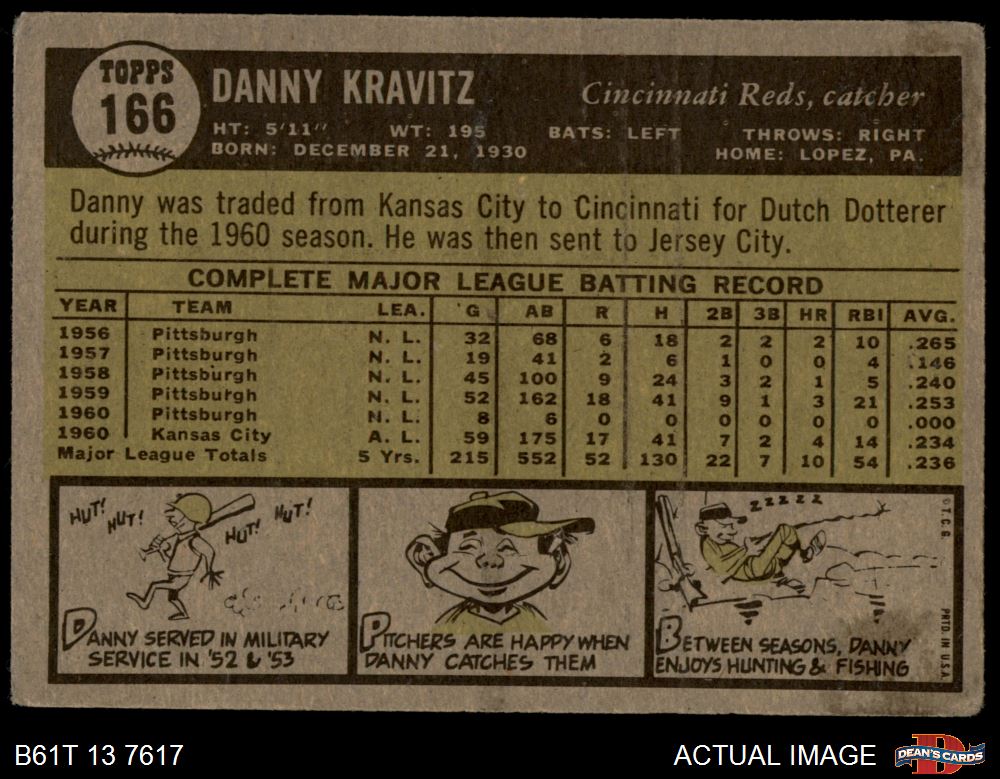 TOPPS
166
DANNY KRAVITZ
Cincinnati Reds, catcher
HT: 5'11" WT: 195 BATS: LEFT THROWS: RIGHT
BORN: DECEMBER 21, 1930 HOME: LOPEZ, PA.
Danny was traded from Kansas City to Cincinnati for Dutch Dotterer
during the 1960 season. He was then sent to Jersey City.
COMPLETE MAJOR LEAGUE BATTING RECORD
YEAR TEAM LEA. G AB R H 2B 3B HR RBI AVG.
1956 Pittsburgh N. L. 32 68 6 18 2 2 2 10 .265
1957 Pittsburgh N. L. 19 41 2 6 1 0 0 4 .146
1958 Pittsburgh N. L. 45 100 9 24 3 2 1 5 .240
1959 Pittsburgh N. L. 52 162 18 41 9 1 3 21 .253
1960 Pittsburgh N. L. 8 6 0 0 0 0 0 0 .000
1960 Kansas City A. L. 59 175 17 41 7 2 4 14 .234
Major League Totals 5 Yrs. 215 552 52 130 22 7 10 54 .236
HUT! HUT! HUT! HUT!
DANNY SERVED IN MILITARY
SERVICE IN '52 & '53
PITCHERS ARE HAPPY WHEN
DANNY CATCHES THEM
ZZZZZ
BETWEEN SEASONS, DANNY
ENJOYS HUNTING & FISHING
© T.C.G.
PRTD. IN U.S.A.
B61T 13 7617
ACTUAL IMAGE
DEAN'S CARDS